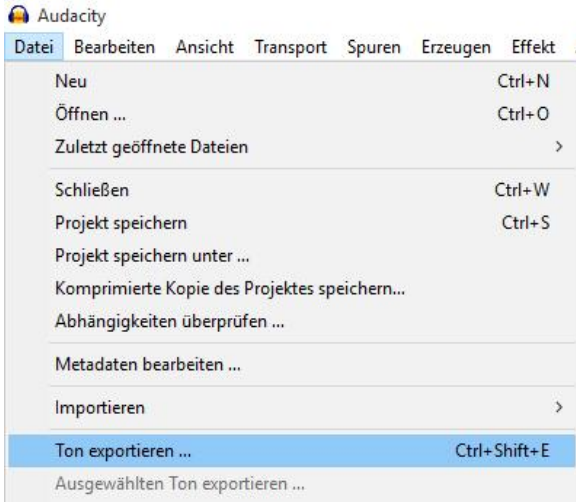 Audacity
Datei Bearbeiten Ansicht Transport Spuren Erzeugen Effekt
Neu Ctrl+N
Öffnen ... Ctrl+O
Zuletzt geöffnete Dateien >
Schließen Ctrl+W
Projekt speichern Ctrl+S
Projekt speichern unter ...
Komprimierte Kopie des Projektes speichern...
Abhängigkeiten überprüfen ...
Metadaten bearbeiten ...
Importieren >
Ton exportieren ... Ctrl+Shift+E
Ausgewählten Ton exportieren ...